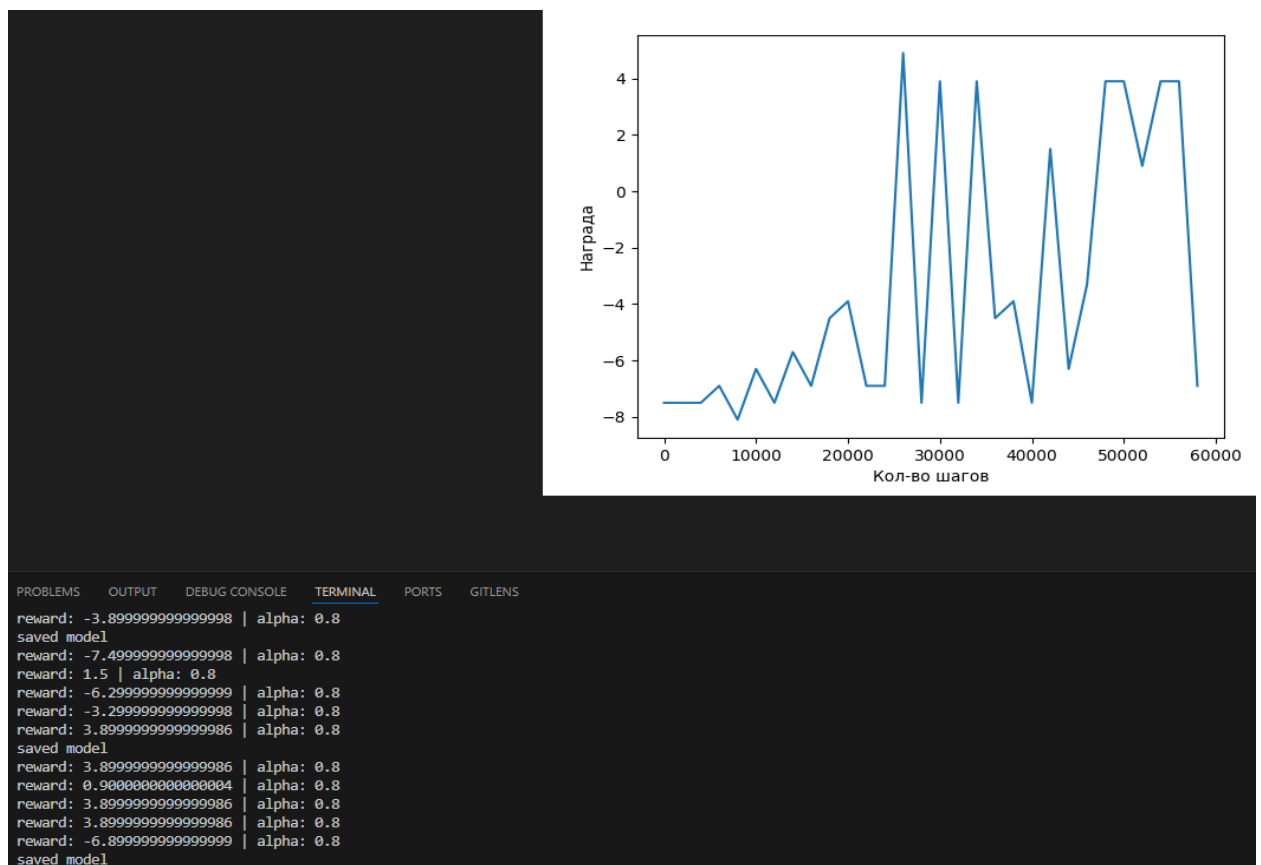 4
2
0
−2
−4
−6
−8
Награда
0 10000 20000 30000 40000 50000 60000
Кол-во шагов
PROBLEMS OUTPUT DEBUG CONSOLE TERMINAL PORTS GITLENS
reward: -3.899999999999998 | alpha: 0.8
saved model
reward: -7.499999999999998 | alpha: 0.8
reward: 1.5 | alpha: 0.8
reward: -6.299999999999999 | alpha: 0.8
reward: -3.299999999999998 | alpha: 0.8
reward: 3.8999999999999986 | alpha: 0.8
saved model
reward: 3.8999999999999986 | alpha: 0.8
reward: 0.9000000000000004 | alpha: 0.8
reward: 3.8999999999999986 | alpha: 0.8
reward: 3.8999999999999986 | alpha: 0.8
reward: -6.899999999999999 | alpha: 0.8
saved model